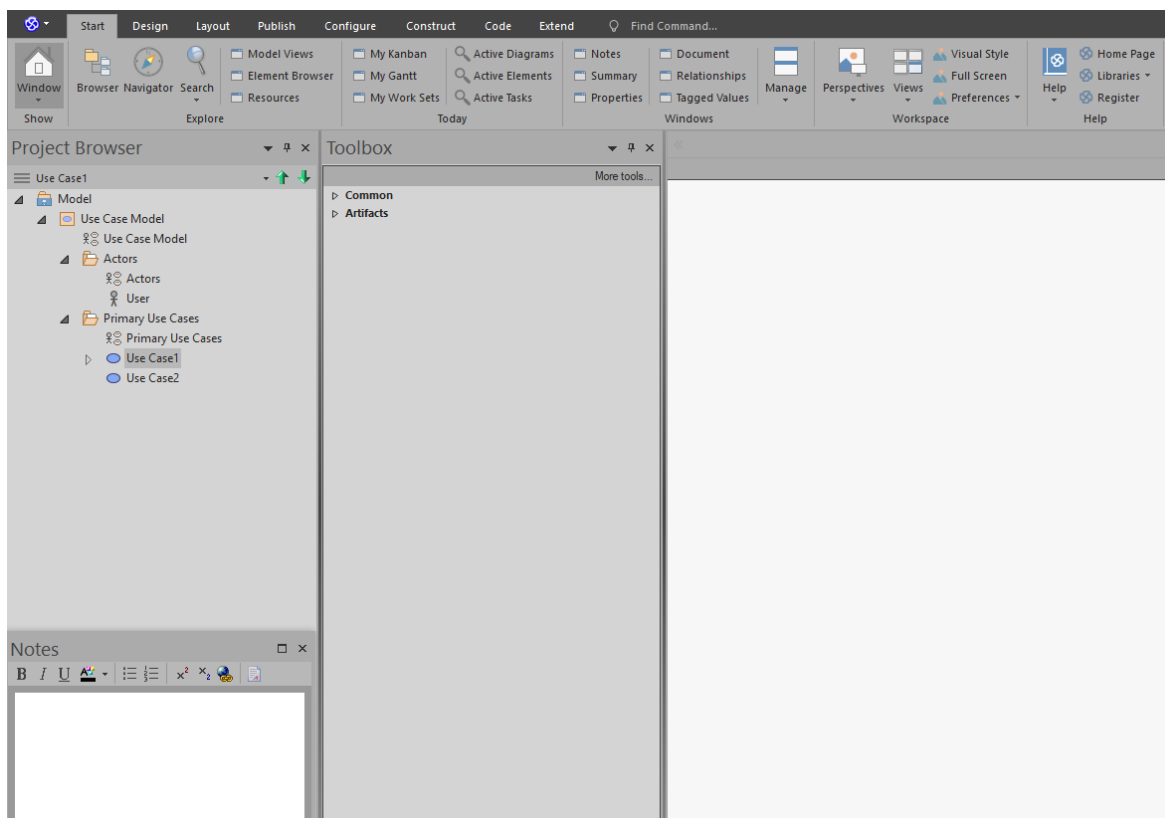 Start Design Layout Publish Configure Construct Code Extend Find Command...
Model Views My Kanban Active Diagrams Notes Document Visual Style Home Page
Element Browser My Gantt Active Elements Summary Relationships Full Screen Libraries
Window Browser Navigator Search Manage Perspectives Views Help
Resources My Work Sets Active Tasks Properties Tagged Values Preferences Register
Show Explore Today Windows Workspace Help
Project Browser
Use Case1
Model
Use Case Model
Use Case Model
Actors
Actors
User
Primary Use Cases
Primary Use Cases
Use Case1
Use Case2
Toolbox
More tools...
Common
Artifacts
Notes
B I U x² ×₂